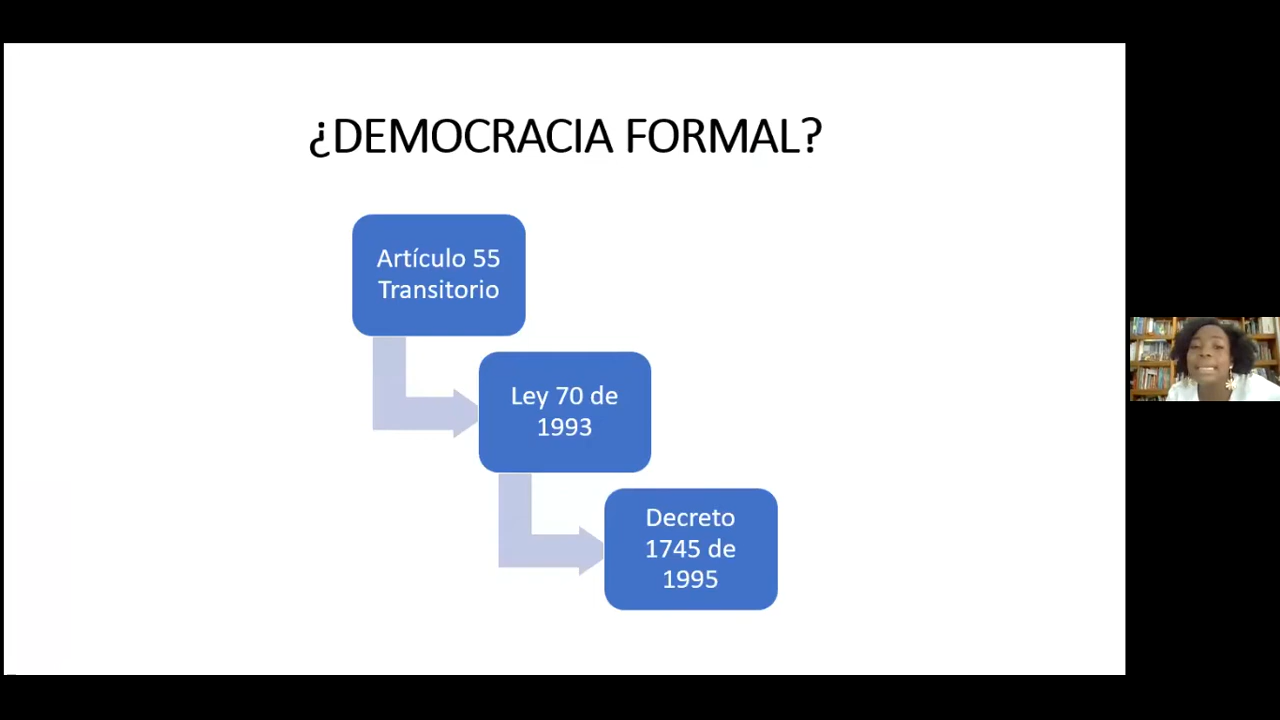 ¿DEMOCRACIA FORMAL?
Artículo 55
Transitorio
Ley 70 de
1993
Decreto
1745 de
1995